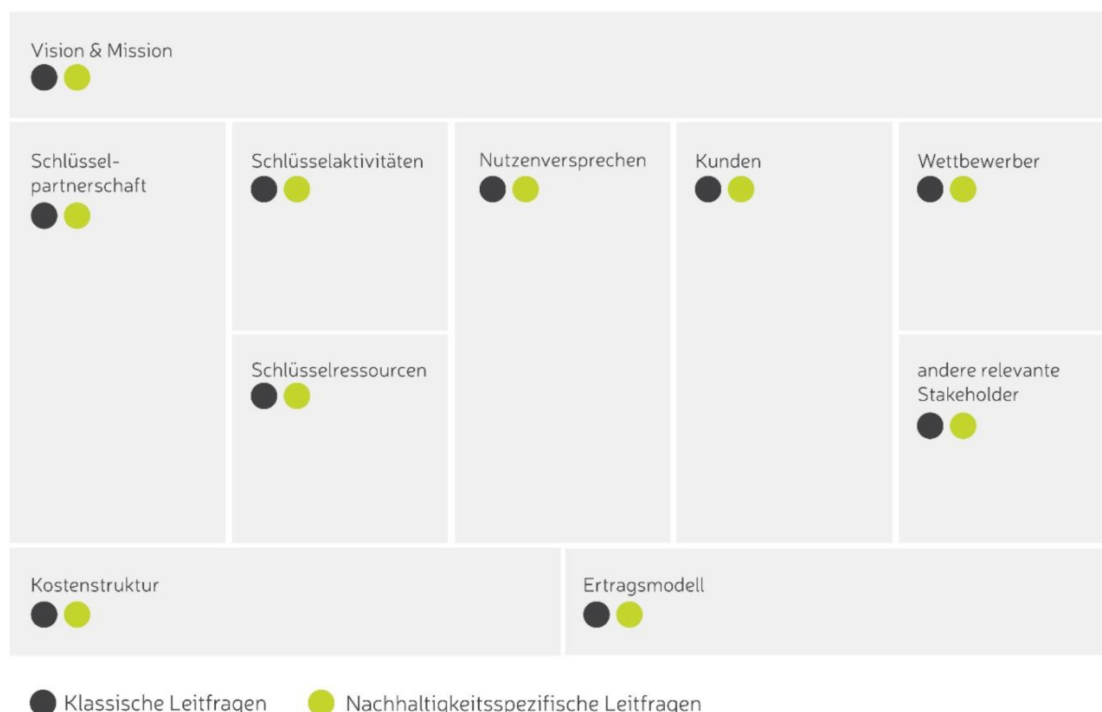 Vision & Mission
Schlüssel-
partnerschaft
Schlüsselaktivitäten
Schlüsselressourcen
Nutzenversprechen
Kunden
Wettbewerber
andere relevante
Stakeholder
Kostenstruktur
Ertragsmodell
Klassische Leitfragen
Nachhaltigkeitsspezifische Leitfragen